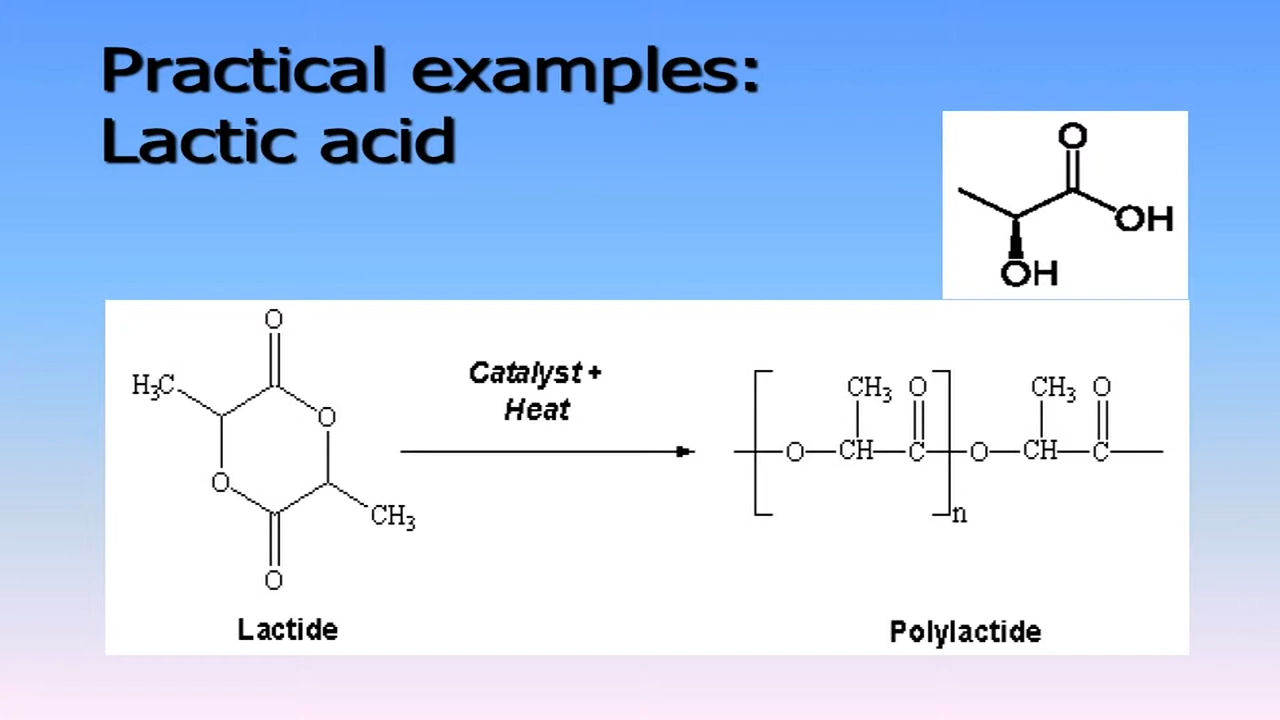 Practical examples:
Lactic acid
O
OH
OH
O
H₃C
O
O
CH₃
O
Lactide
Catalyst +
Heat
CH₃ O CH₃ O
O CH C O CH C
n
Polylactide